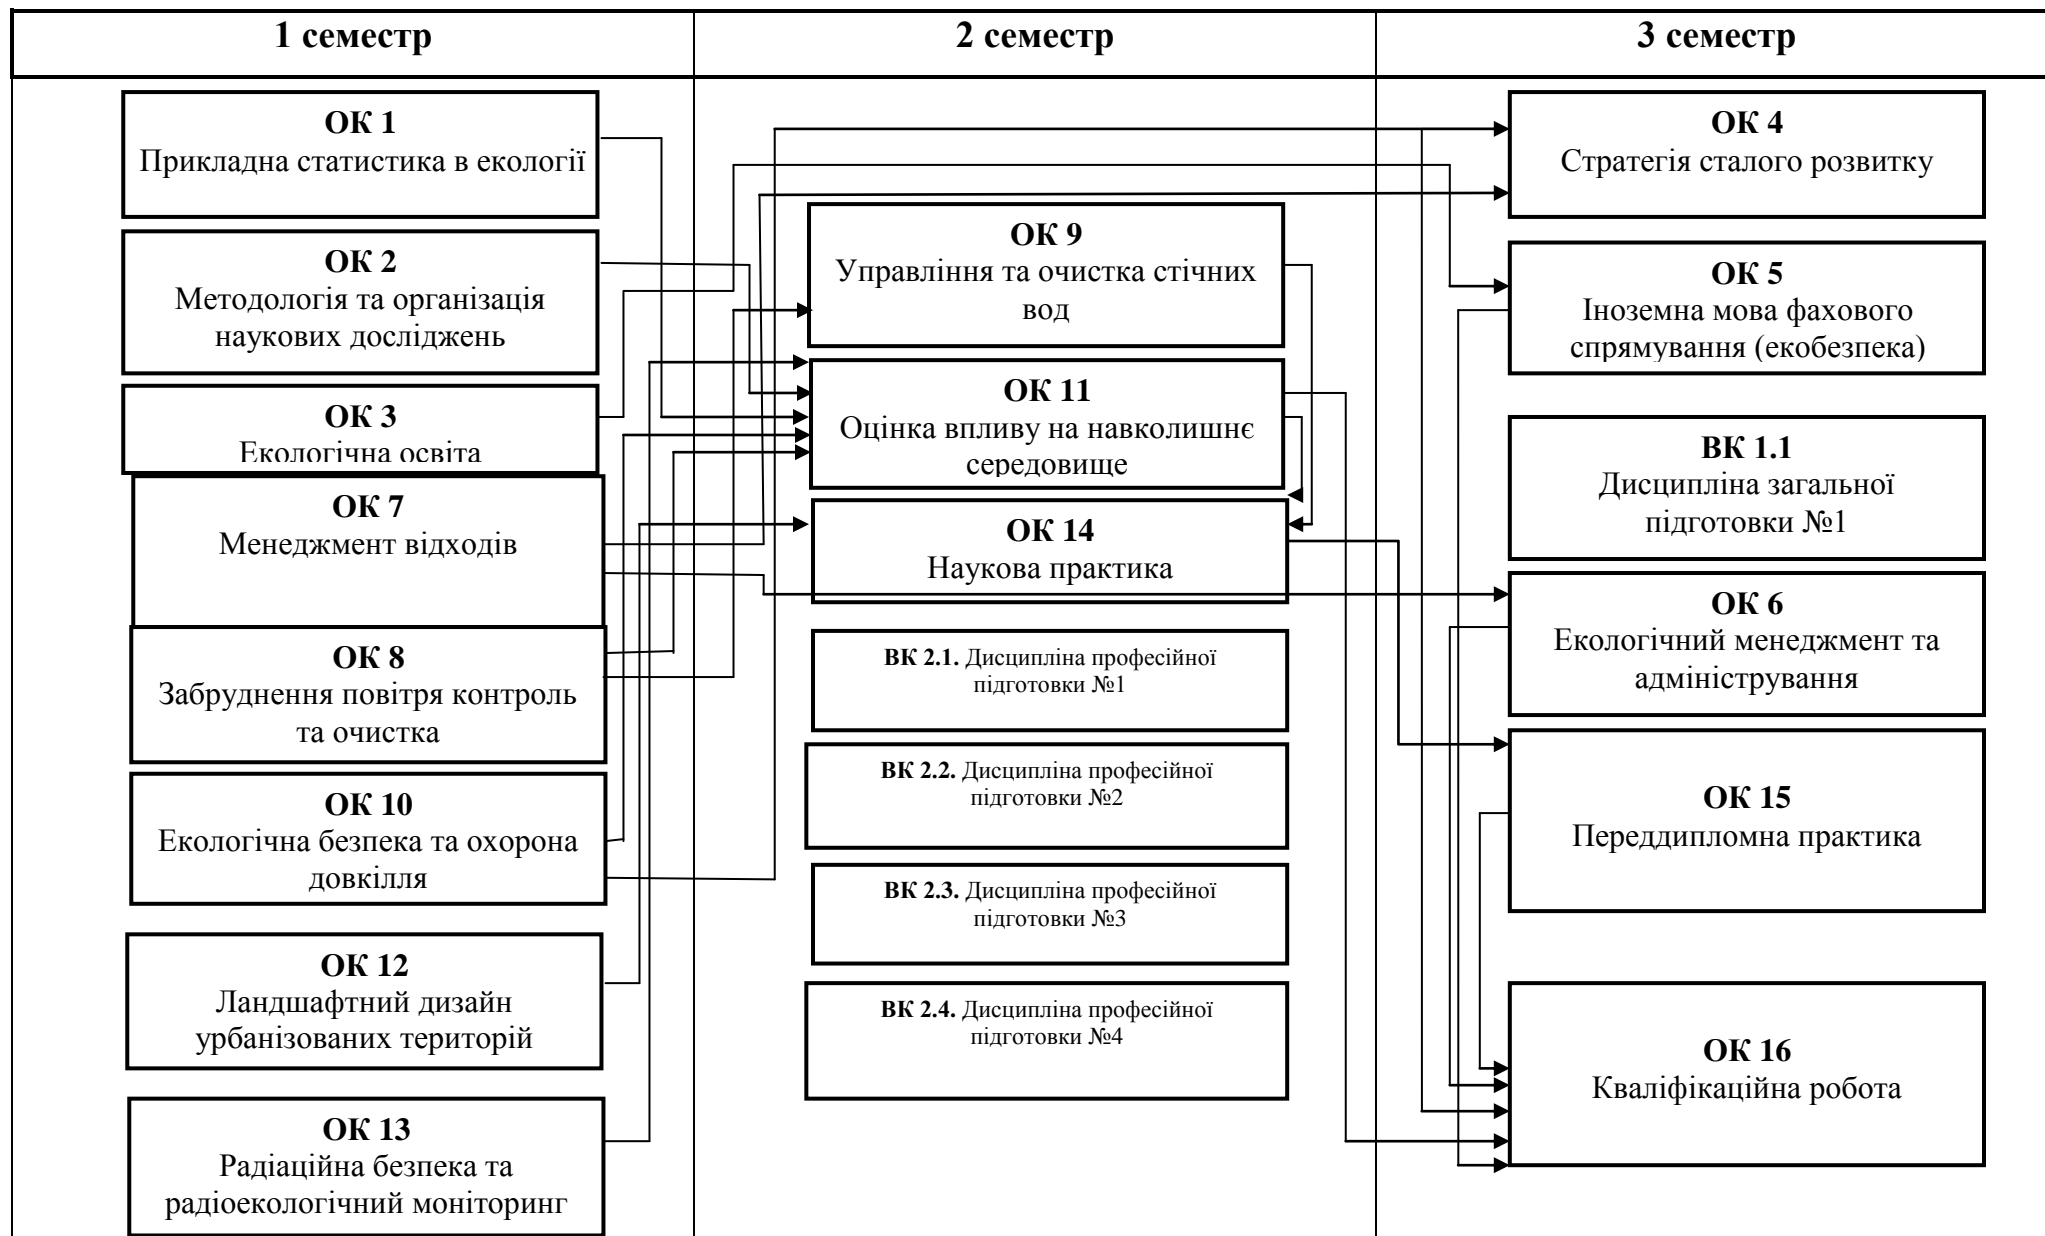 1 семестр
2 семестр
3 семестр
ОК 1
Прикладна статистика в екології
ОК 2
Методологія та організація
наукових досліджень
ОК 3
Екологічна освіта
ОК 7
Менеджмент відходів
ОК 8
Забруднення повітря контроль
та очистка
ОК 10
Екологічна безпека та охорона
довкілля
ОК 12
Ландшафтний дизайн
урбанізованих територій
ОК 13
Радіаційна безпека та
радіоекологічний моніторинг
ОК 9
Управління та очистка стічних
вод
ОК 11
Оцінка впливу на навколишнє
середовище
ОК 14
Наукова практика
ВК 2.1. Дисципліна професійної
підготовки №1
ВК 2.2. Дисципліна професійної
підготовки №2
ВК 2.3. Дисципліна професійної
підготовки №3
ВК 2.4. Дисципліна професійної
підготовки №4
ОК 4
Стратегія сталого розвитку
ОК 5
Іноземна мова фахового
спрямування (екобезпека)
ВК 1.1
Дисципліна загальної
підготовки №1
ОК 6
Екологічний менеджмент та
адміністрування
ОК 15
Переддипломна практика
ОК 16
Кваліфікаційна робота